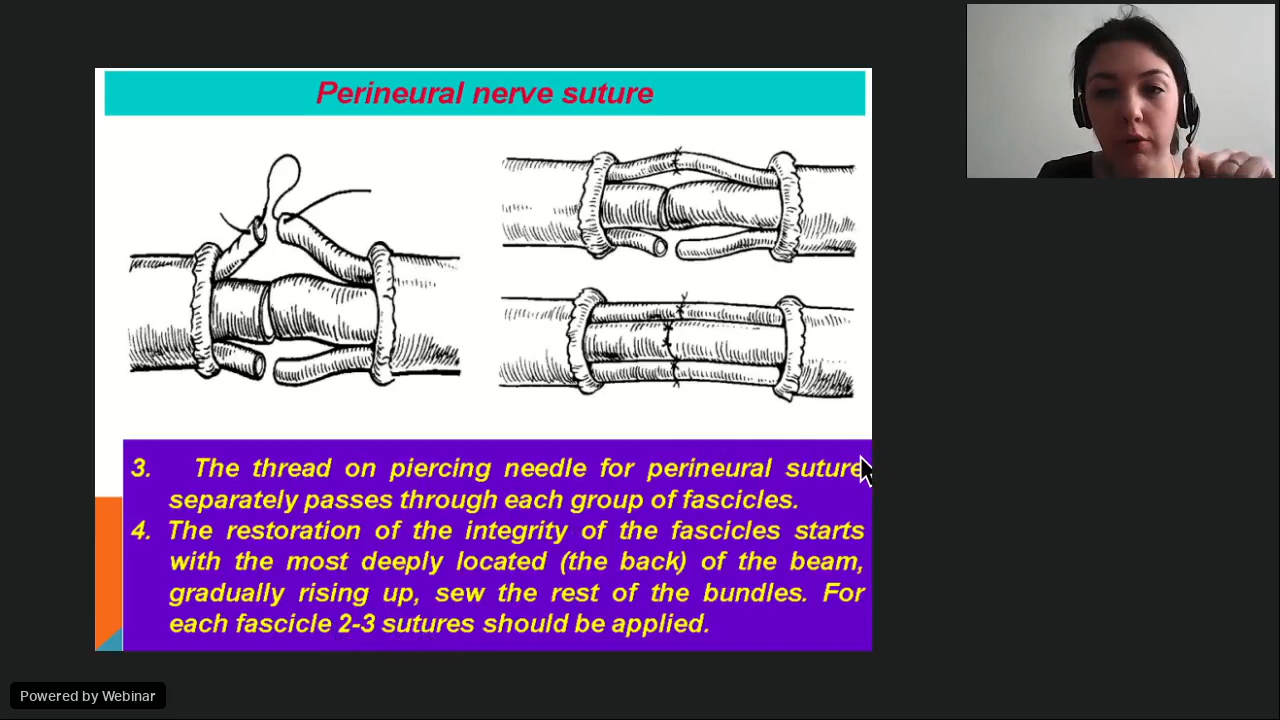 Perineural nerve suture
3. The thread on piercing needle for perineural suture
separately passes through each group of fascicles.
4. The restoration of the integrity of the fascicles starts
with the most deeply located (the back) of the beam,
gradually rising up, sew the rest of the bundles. For
each fascicle 2-3 sutures should be applied.
Powered by Webinar